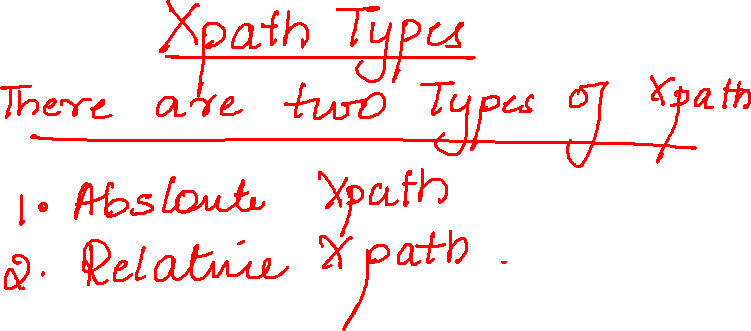 Xpath Types
There are two Types of Xpath
1. Absloute Xpath
2. Relative Xpath.